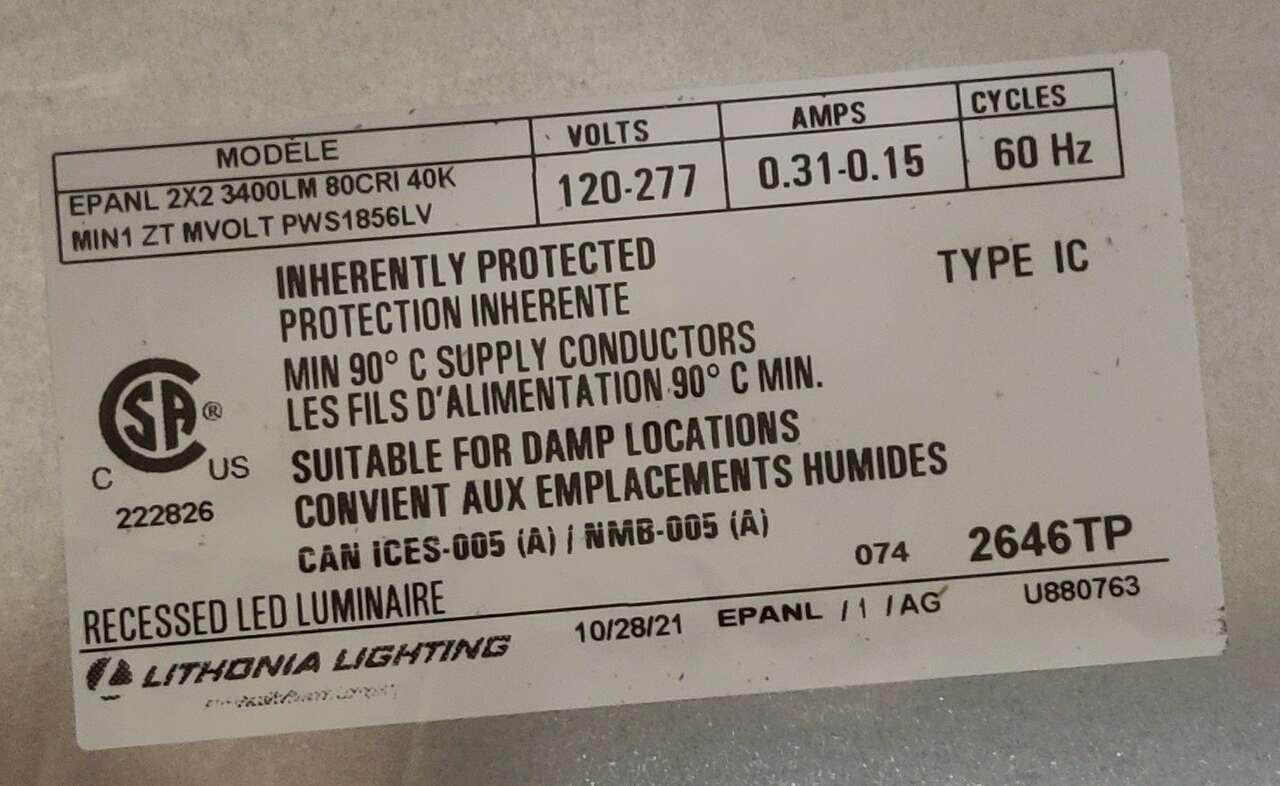 MODÈLE VOLTS AMPS CYCLES
EPANL 2X2 3400LM 80CRI 40K 120-277 0.31-0.15 60 Hz
MIN1 ZT MVOLT PWS1856LV
INHERENTLY PROTECTED TYPE IC
PROTECTION INHERENTE
MIN 90° C SUPPLY CONDUCTORS
LES FILS D'ALIMENTATION 90° C MIN.
SUITABLE FOR DAMP LOCATIONS
CONVIENT AUX EMPLACEMENTS HUMIDES
CAN ICES-005 (A) / NMB-005 (A)
SA®
C US
222826
074 2646TP
RECESSED LED LUMINAIRE
LITHONIA LIGHTING 10/28/21 EPANL / 1 / AG U880763